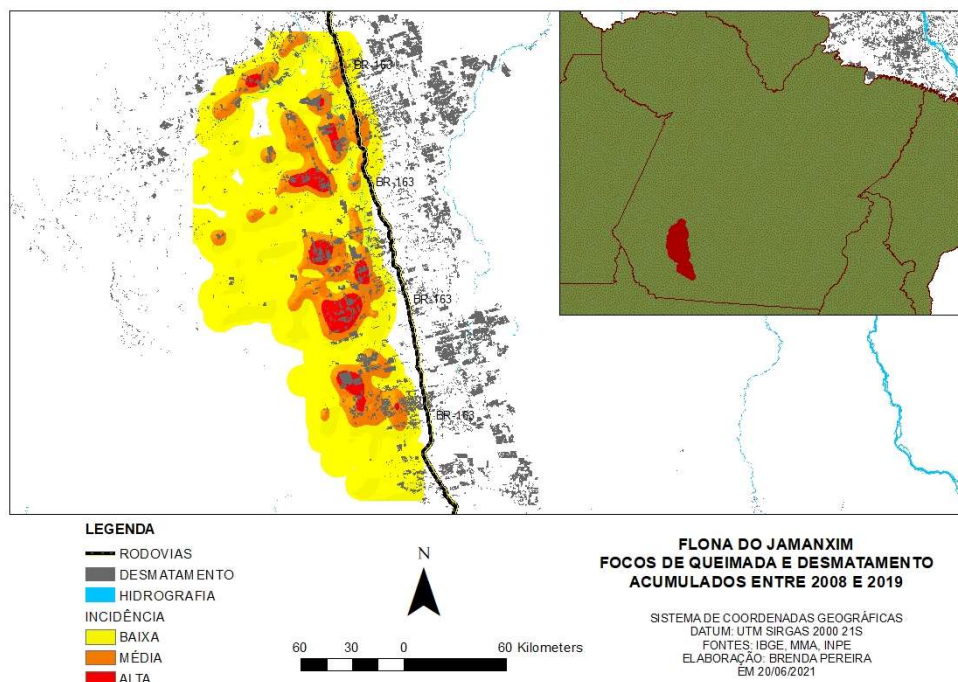 BR-163
BR-163
BR-163
BR-163
LEGENDA
RODOVIAS
DESMATAMENTO
HIDROGRAFIA
INCIDÊNCIA
BAIXA
MÉDIA
ALTA
N
60 30 0 60 Kilometers
FLONA DO JAMANXIM
FOCOS DE QUEIMADA E DESMATAMENTO
ACUMULADOS ENTRE 2008 E 2019
SISTEMA DE COORDENADAS GEOGRÁFICAS
DATUM: UTM SIRGAS 2000 21S
FONTES: IBGE, MMA, INPE
ELABORAÇÃO: BRENDA PEREIRA
EM 20/06/2021